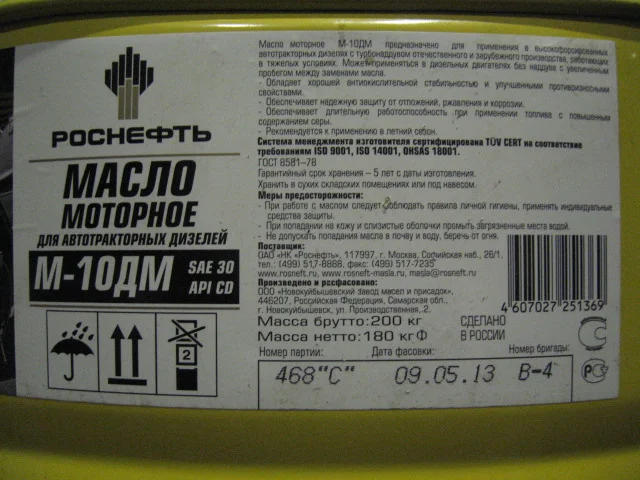 РОСНЕФТЬ
МАСЛО
МОТОРНОЕ
ДЛЯ АВТОТРАКТОРНЫХ ДИЗЕЛЕЙ
М-10ДМ
SAE 30
API CD
2
Масло моторное М-10ДМ предназначено для применения в высокофорсированных
автотракторных дизелях с турбонаддувом отечественного и зарубежного производства, работающих
в тяжелых условиях. Может применяться в дизельных двигателях без наддува с увеличенным
пробегом между заменами масла.
- Обладает хорошей антиокислительной стабильностью и улучшенными противоизносными
свойствами.
- Обеспечивает надежную защиту от отложений, ржавления и коррозии.
- Обеспечивает длительную работоспособность при применении топлива с повышенным
содержанием серы.
- Рекомендуется к применению в летний сезон.
Система менеджмента изготовителя сертифицирована TÜV CERT на соответствие
требованиям ISO 9001, ISO 14001, OHSAS 18001.
ГОСТ 8581-78
Гарантийный срок хранения – 5 лет с даты изготовления.
Хранить в сухих складских помещениях или под навесом.
Меры предосторожности:
- При работе с маслом следует соблюдать правила личной гигиены, применять индивидуальные
средства защиты.
- При попадании на кожу и слизистые оболочки промыть загрязненные места водой.
- Не допускать попадания масла в почву и воду, беречь от огня.
Поставщик:
ОАО «НК «Роснефть», 117997, г. Москва, Софийская наб., 26/1.
тел.: (499) 517-8888, факс: (499) 517-7235
www.rosneft.ru, www.rosneft-masla.ru, masla@rosneft.ru
Произведено и расфасовано:
ООО «Новокуйбышевский завод масел и присадок»,
446207, Российская Федерация, Самарская обл.,
г. Новокуйбышевск, ул. Производственная, 2.
Масса брутто: 200 кг
Масса нетто: 180 кг
СДЕЛАНО
В РОССИИ
4 607027 251369
Номер партии:
Дата фасовки:
Номер бригады:
468"С"
09.05.13
В-4